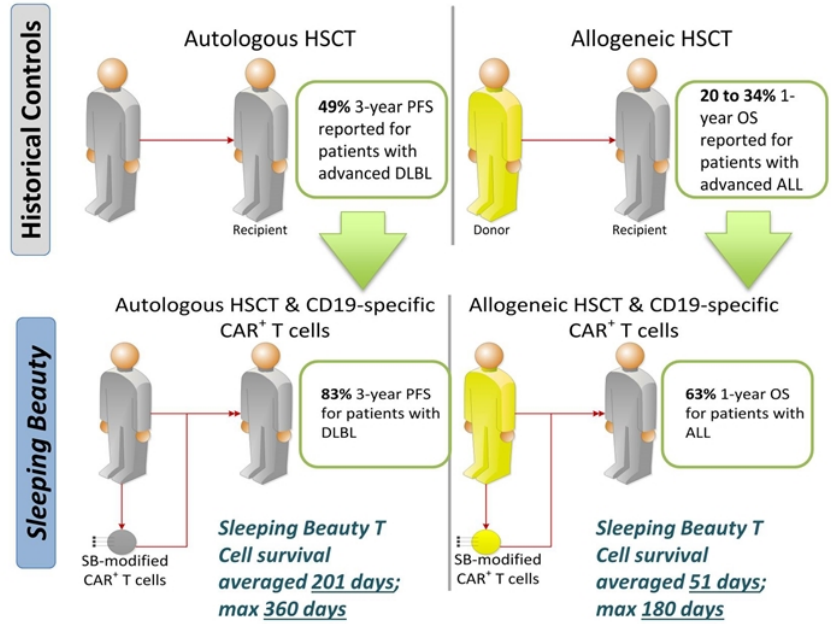 Historical Controls
Autologous HSCT
49% 3-year PFS
reported for
patients with
advanced DLBL
Recipient
Allogeneic HSCT
20 to 34% 1-
year OS
reported for
patients with
advanced ALL
Donor
Recipient
Sleeping Beauty
Autologous HSCT & CD19-specific
CAR⁺ T cells
83% 3-year PFS
for patients with
DLBL
SB-modified
CAR⁺ T cells
Sleeping Beauty T
Cell survival
averaged 201 days;
max 360 days
Allogeneic HSCT & CD19-specific
CAR⁺ T cells
63% 1-year OS
for patients with
ALL
SB-modified
CAR⁺ T cells
Sleeping Beauty T
Cell survival
averaged 51 days;
max 180 days